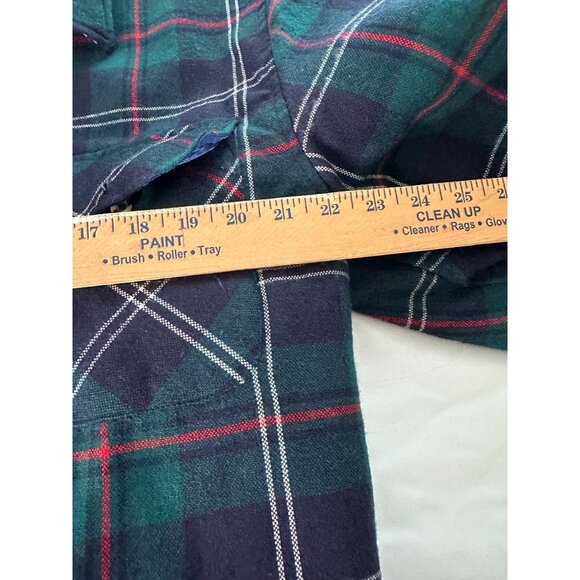 17 18 19 20 21 22 23 24 25
PAINT
• Brush • Roller • Tray
CLEAN UP
• Cleaner • Rags •